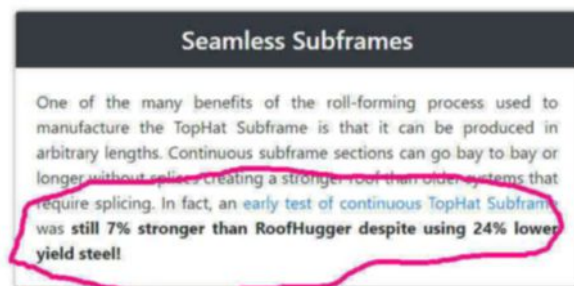 Seamless Subframes
One of the many benefits of the roll-forming process used to
manufacture the TopHat Subframe is that it can be produced in
arbitrary lengths. Continuous subframe sections can go bay to bay or
longer without splices creating a stronger roof than older systems that
require splicing. In fact, an early test of continuous TopHat Subframe
was still 7% stronger than RoofHugger despite using 24% lower
yield steel!